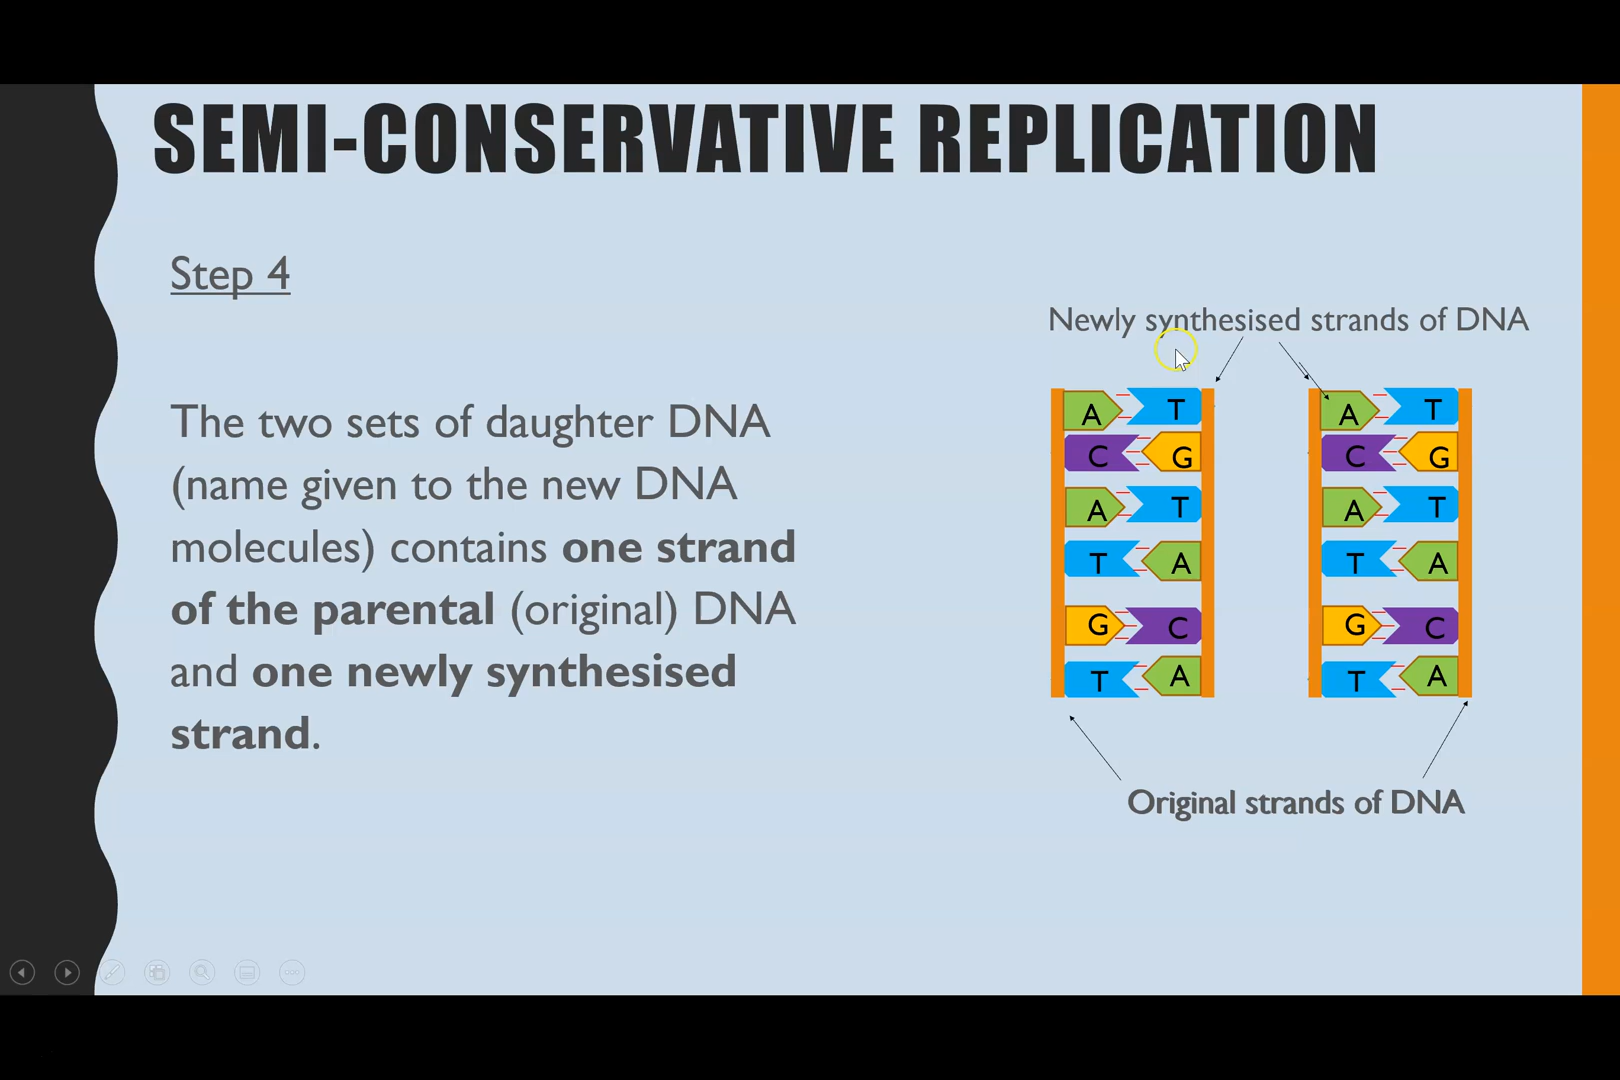 SEMI-CONSERVATIVE REPLICATION
Step 4
The two sets of daughter DNA
(name given to the new DNA
molecules) contains one strand
of the parental (original) DNA
and one newly synthesised
strand.
Newly synthesised strands of DNA
A T A T
C G C G
A T A T
T A T A
G C G C
T A T A
Original strands of DNA